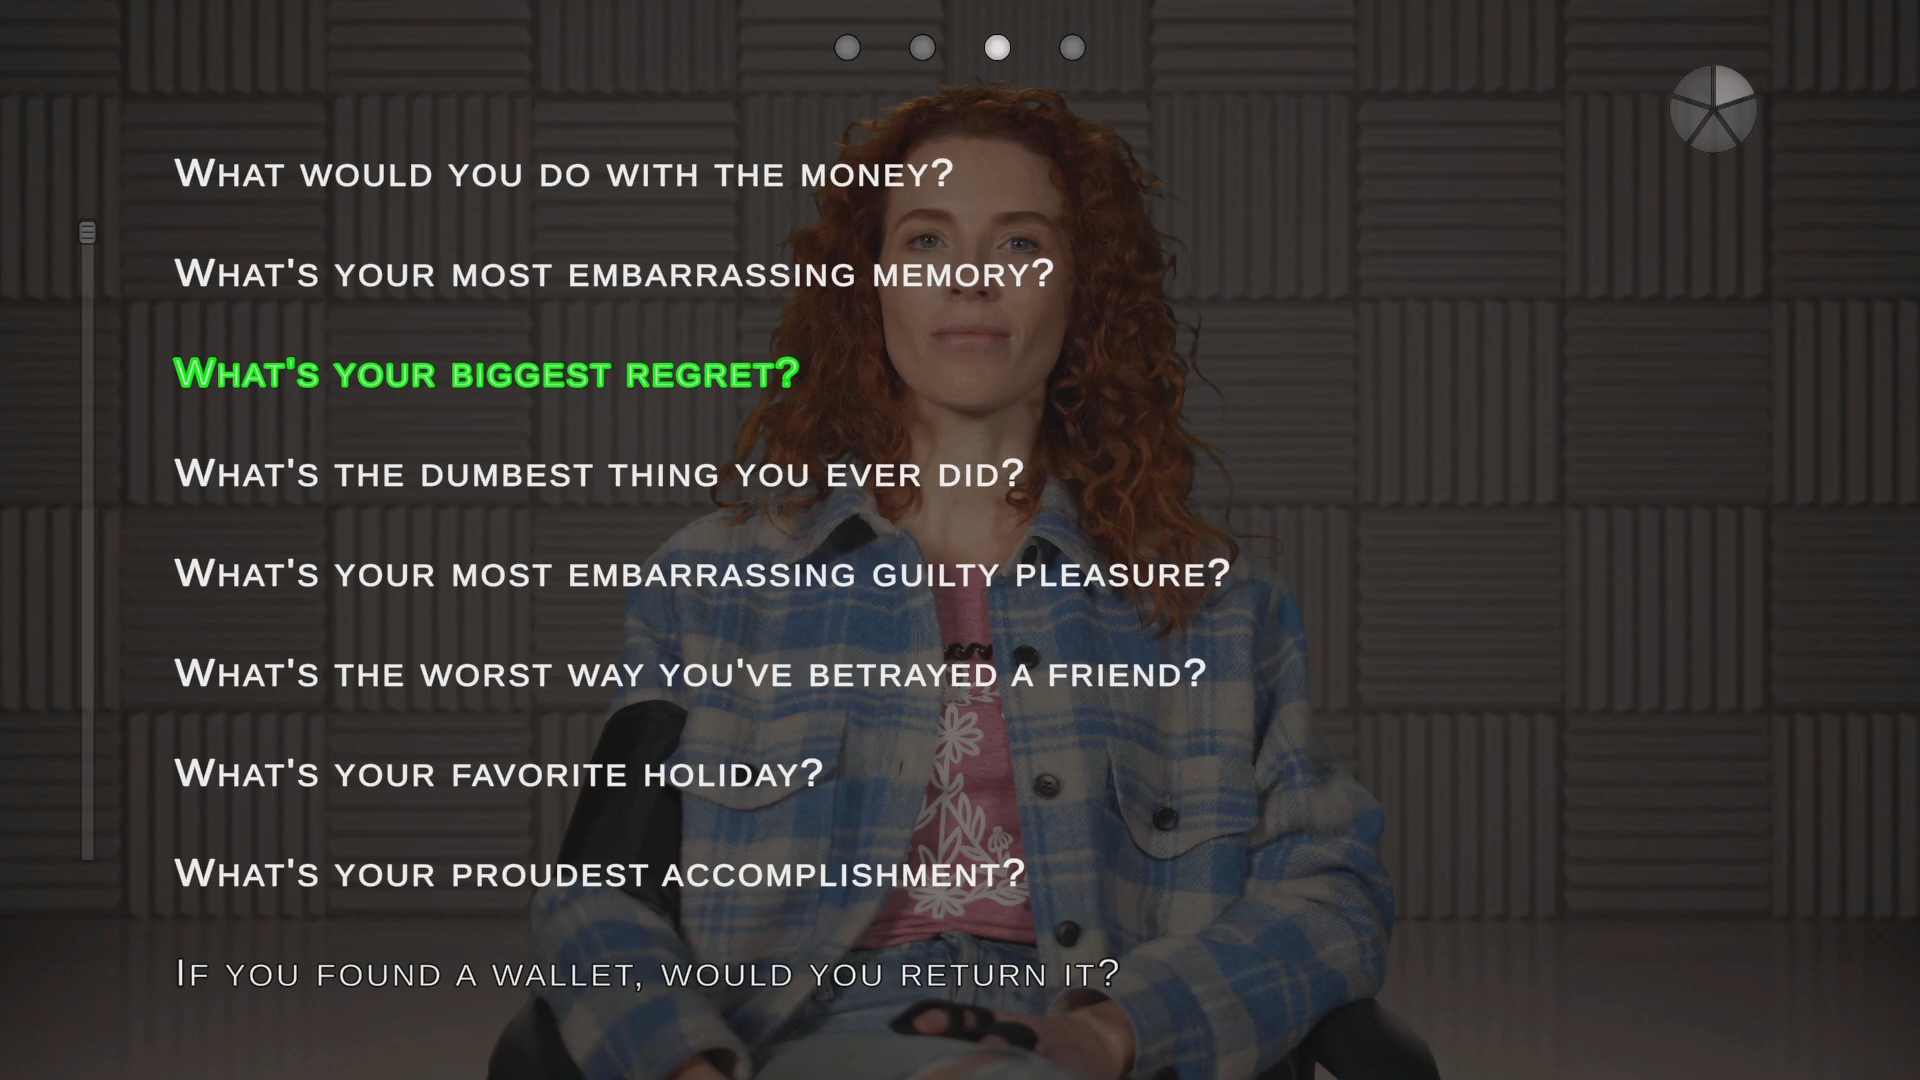 What would you do with the money?
What's your most embarrassing memory?
What's your biggest regret?
What's the dumbest thing you ever did?
What's your most embarrassing guilty pleasure?
What's the worst way you've betrayed a friend?
What's your favorite holiday?
What's your proudest accomplishment?
If you found a wallet, would you return it?